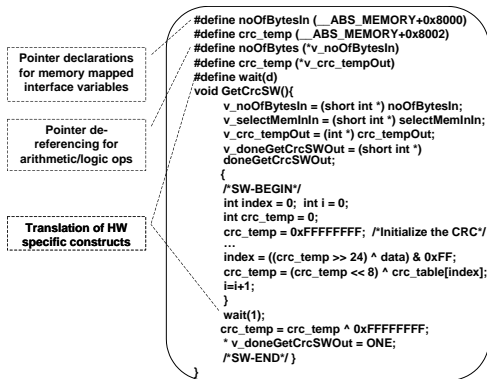 Pointer declarations
for memory mapped
interface variables
Pointer de-
referencing for
arithmetic/logic ops
Translation of HW
specific constructs
#define noOfBytesIn (__ABS_MEMORY+0x8000)
#define crc_temp (__ABS_MEMORY+0x8002)
#define noOfBytes (*v_noOfBytesIn)
#define crc_temp (*v_crc_tempOut)
#define wait(d)
void GetCrcSW(){
v_noOfBytesIn = (short int *) noOfBytesIn;
v_selectMemInIn = (short int *) selectMemInIn;
v_crc_tempOut = (int *) crc_tempOut;
v_doneGetCrcSWOut = (short int *)
doneGetCrcSWOut;
{
/*SW-BEGIN*/
int index = 0; int i = 0;
int crc_temp = 0;
crc_temp = 0xFFFFFFFF; /*Initialize the CRC*/
...
index = ((crc_temp >> 24) ^ data) & 0xFF;
crc_temp = (crc_temp << 8) ^ crc_table[index];
i=i+1;
}
wait(1);
crc_temp = crc_temp ^ 0xFFFFFFFF;
* v_doneGetCrcSWOut = ONE;
/*SW-END*/ }
}